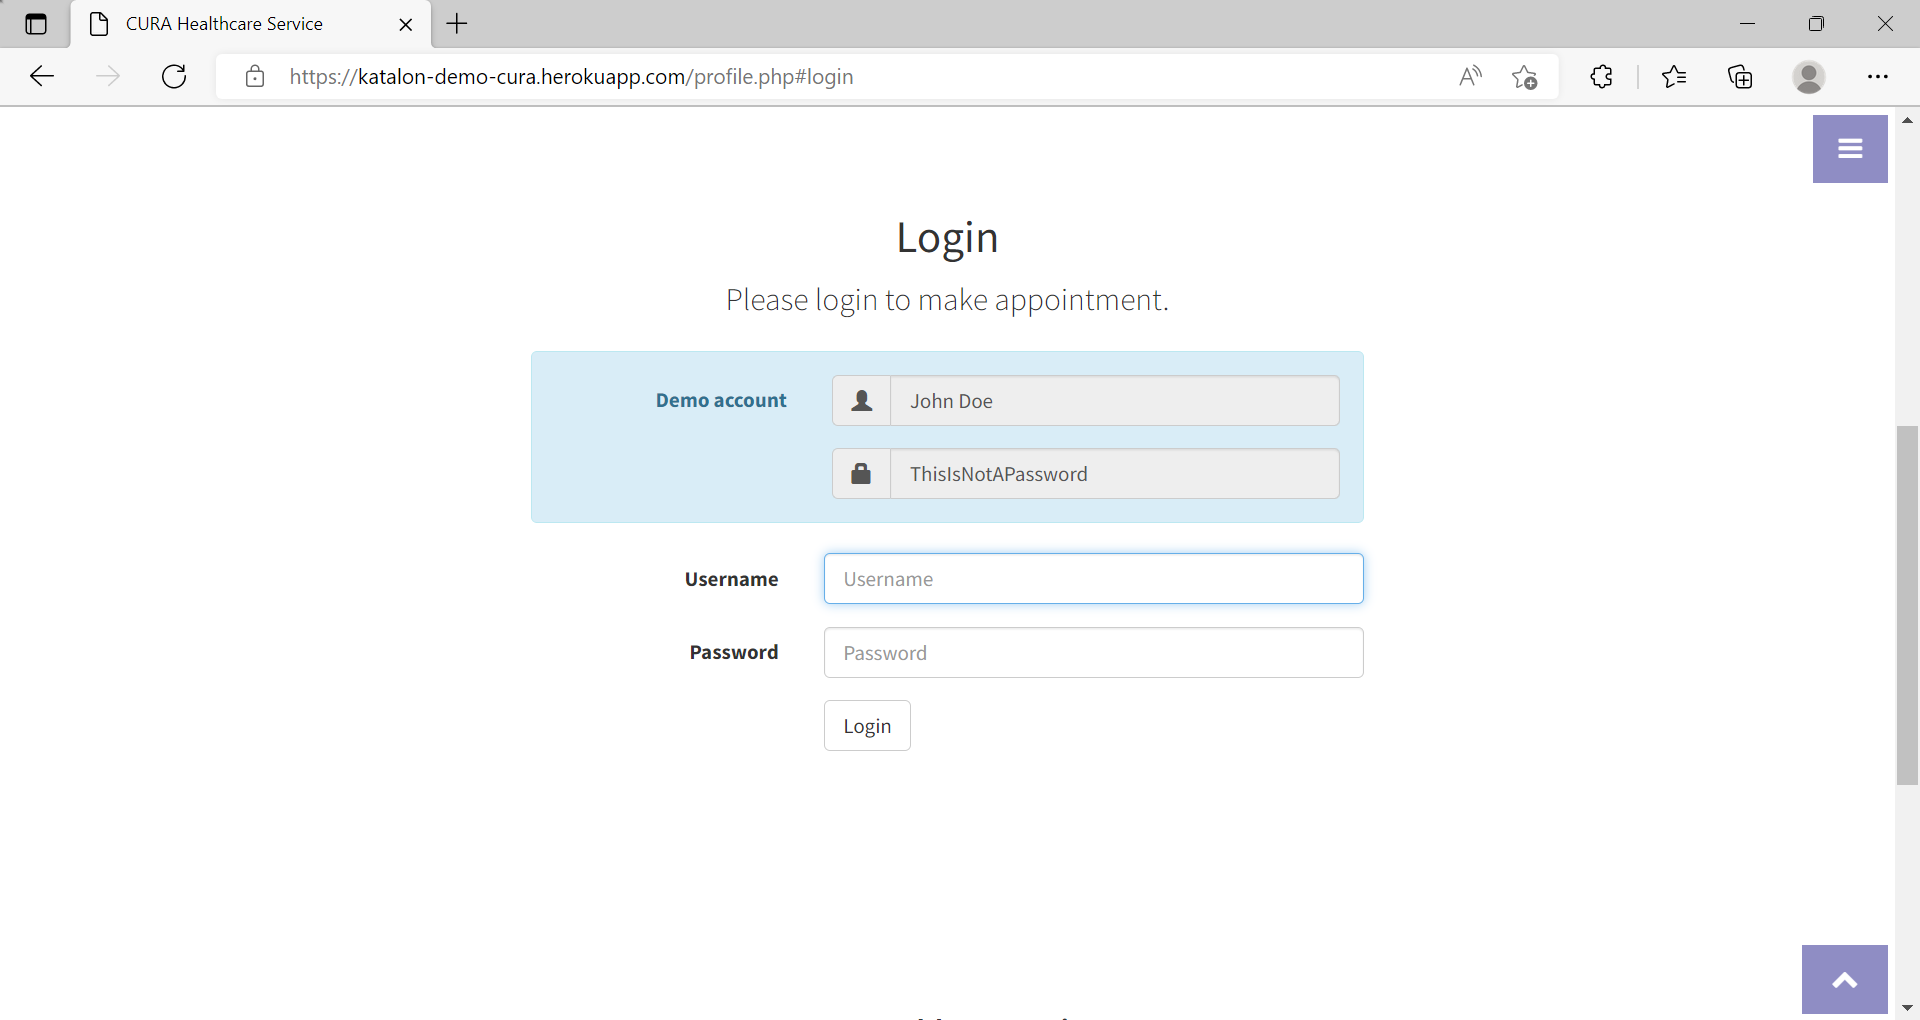 CURA Healthcare Service
https://katalon-demo-cura.herokuapp.com/profile.php#login
Login
Please login to make appointment.
Demo account
John Doe
ThisIsNotAPassword
Username
Username
Password
Password
Login